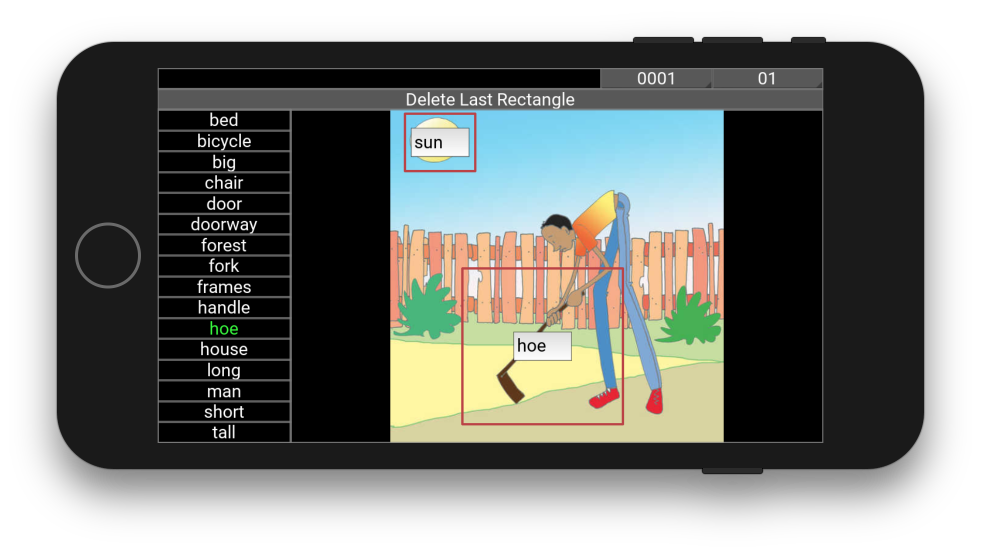 0001 01
Delete Last Rectangle
bed
bicycle
big
chair
door
doorway
forest
fork
frames
handle
hoe
house
long
man
short
tall
sun
hoe